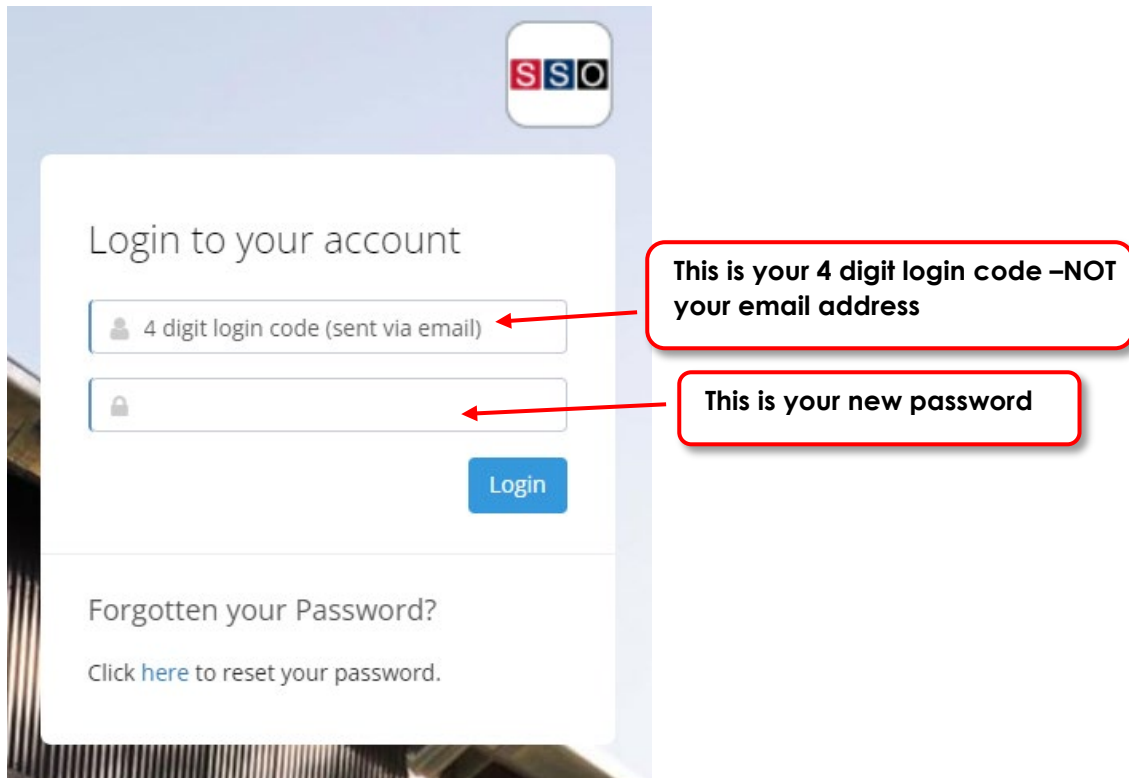 SSO
Login to your account
4 digit login code (sent via email)
This is your 4 digit login code –NOT
your email address
This is your new password
Login
Forgotten your Password?
Click here to reset your password.